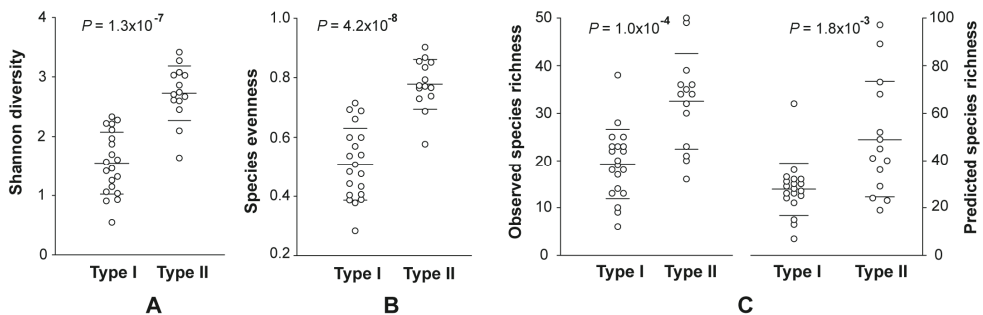 P = 1.3x10-7
Shannon diversity
4
3
2
1
0
Type I Type II
A
P = 4.2x10-8
Species evenness
1.0
0.8
0.6
0.4
0.2
Type I Type II
B
P = 1.0x10-4
Observed species richness
50
40
30
20
10
0
Type I Type II
P = 1.8x10-3
100
80
60
40
20
0
Predicted species richness
Type I Type II
C